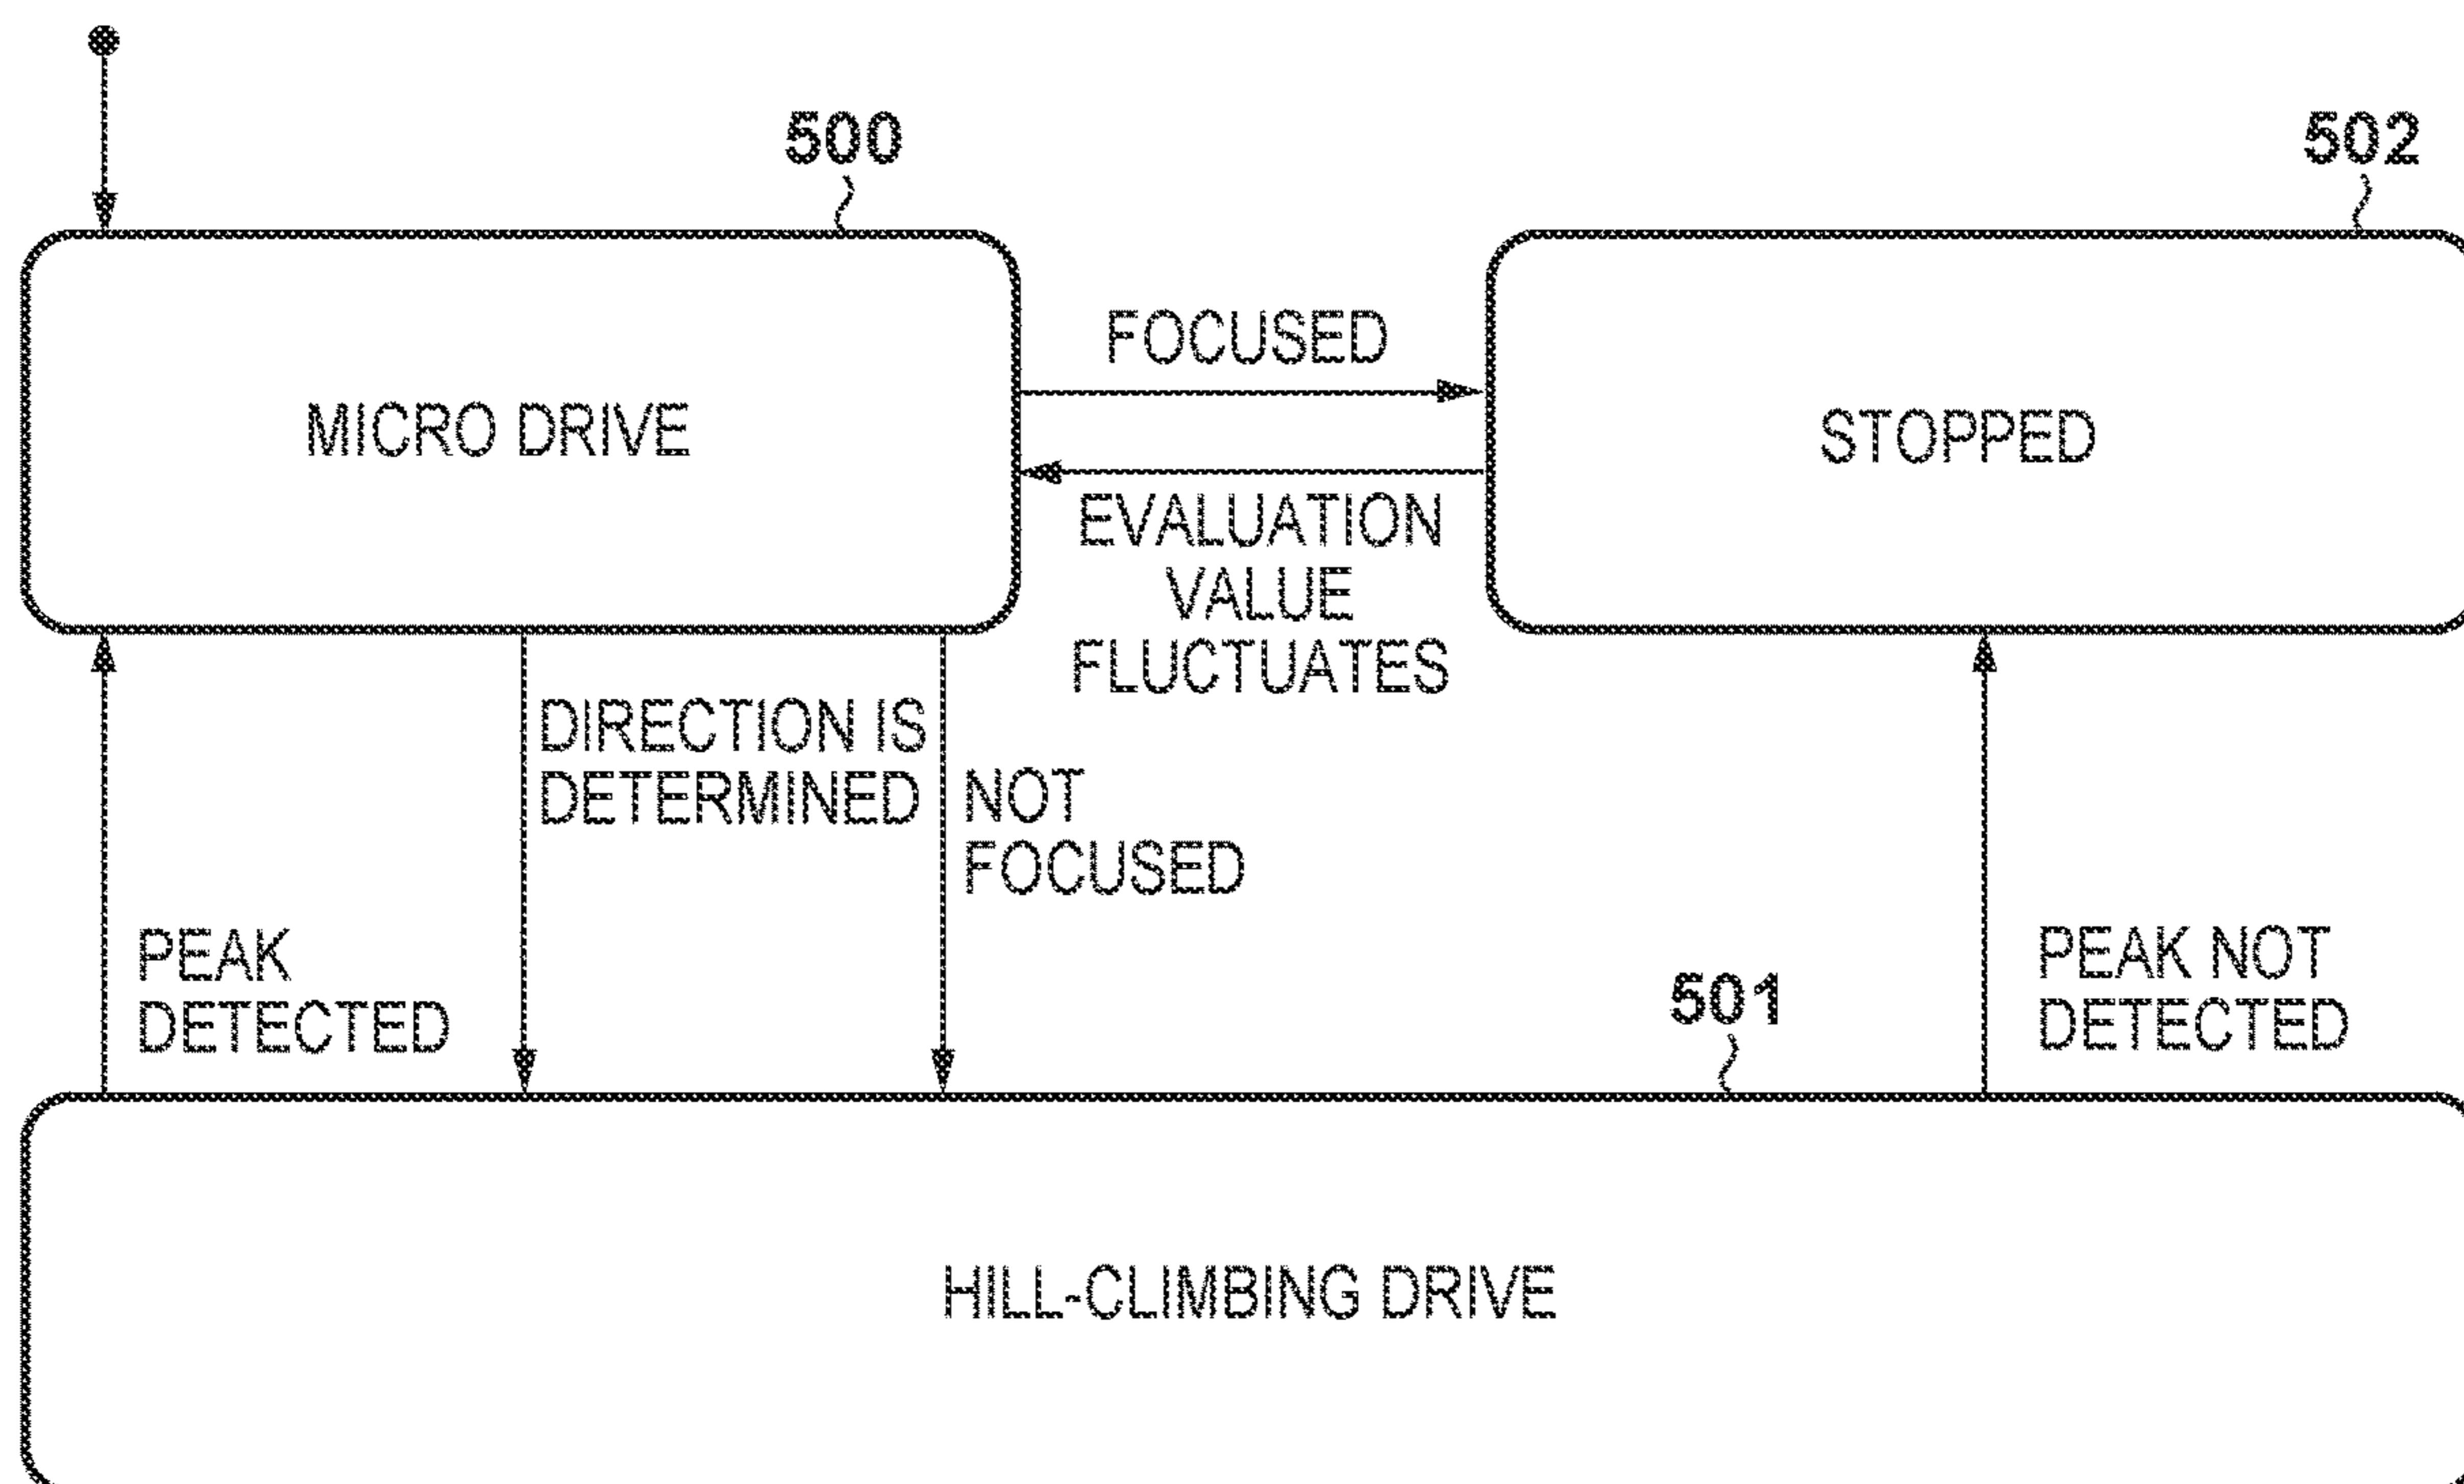 500
502
FOCUSED
MICRO DRIVE
STOPPED
EVALUATION
VALUE
FLUCTUATES
DIRECTION IS
DETERMINED
NOT
FOCUSED
PEAK
DETECTED
501
PEAK NOT
DETECTED
HILL-CLIMBING DRIVE